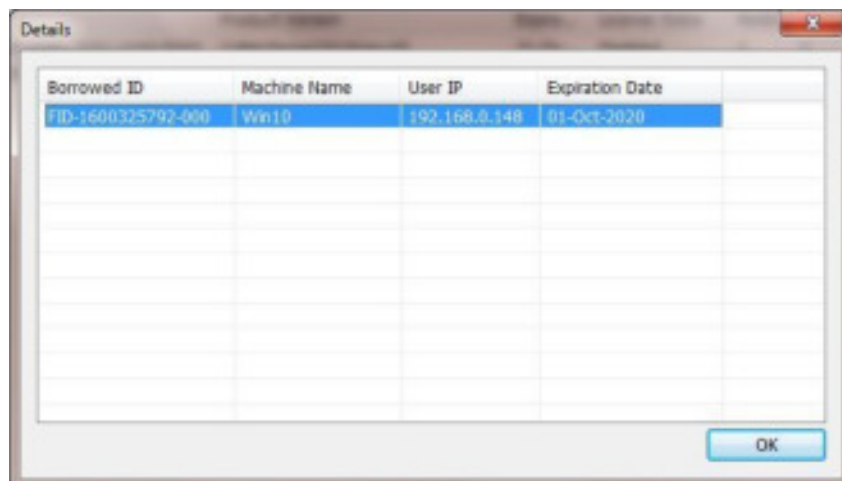 Details
Borrowed ID Machine Name User IP Expiration Date
FID-1600325792-000 Win10 192.168.0.148 01-Oct-2020
OK